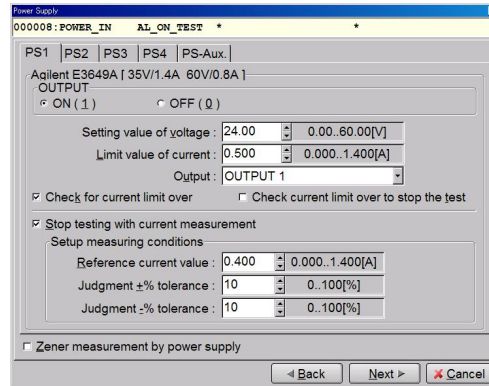 Power Supply
000008:POWER_IN AL_ON_TEST * *
PS1 PS2 PS3 PS4 PS-Aux.
Agilent E3649A [ 35V/1.4A 60V/0.8A ]
OUTPUT
ON ( 1 ) OFF ( 0 )
Setting value of voltage : 24.00 0.00..60.00[V]
Limit value of current : 0.500 0.000..1.400[A]
Output : OUTPUT 1
Check for current limit over Check current limit over to stop the test
Stop testing with current measurement
Setup measuring conditions
Reference current value : 0.400 0.000..1.400[A]
Judgment +% tolerance : 10 0..100[%]
Judgment -% tolerance : 10 0..100[%]
Zener measurement by power supply
Back Next Cancel